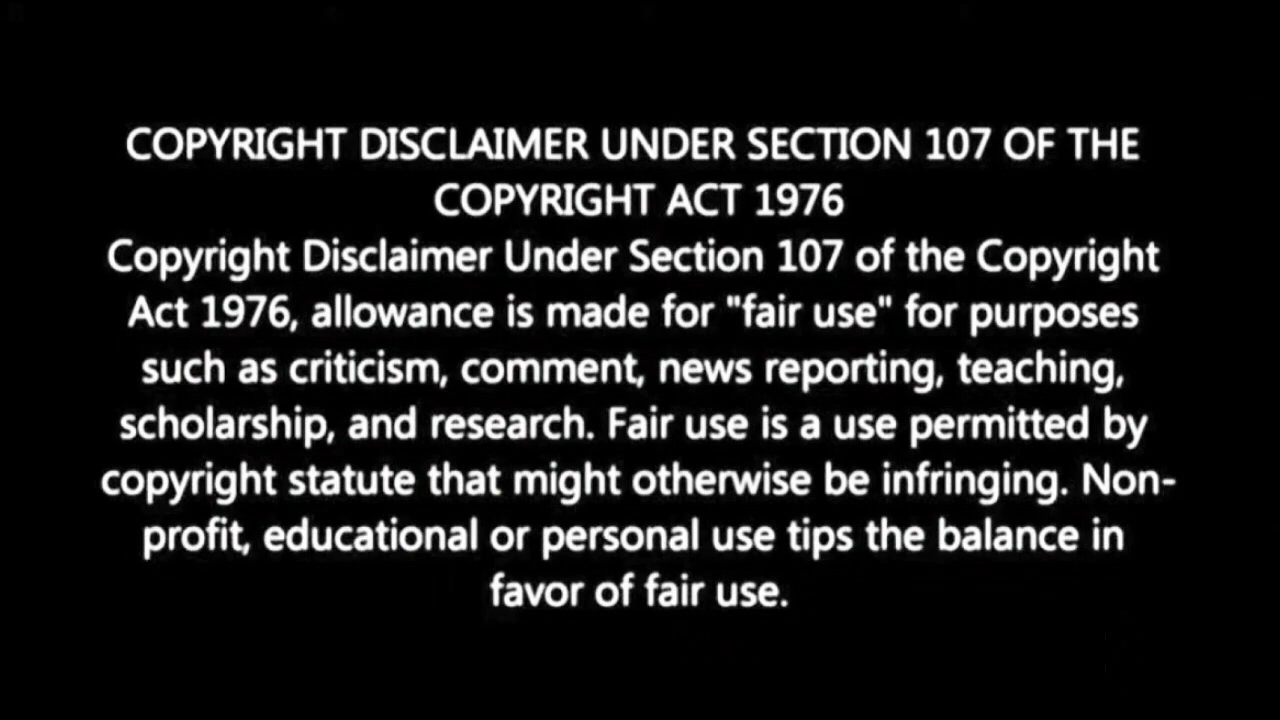 COPYRIGHT DISCLAIMER UNDER SECTION 107 OF THE
COPYRIGHT ACT 1976
Copyright Disclaimer Under Section 107 of the Copyright
Act 1976, allowance is made for "fair use" for purposes
such as criticism, comment, news reporting, teaching,
scholarship, and research. Fair use is a use permitted by
copyright statute that might otherwise be infringing. Non-
profit, educational or personal use tips the balance in
favor of fair use.